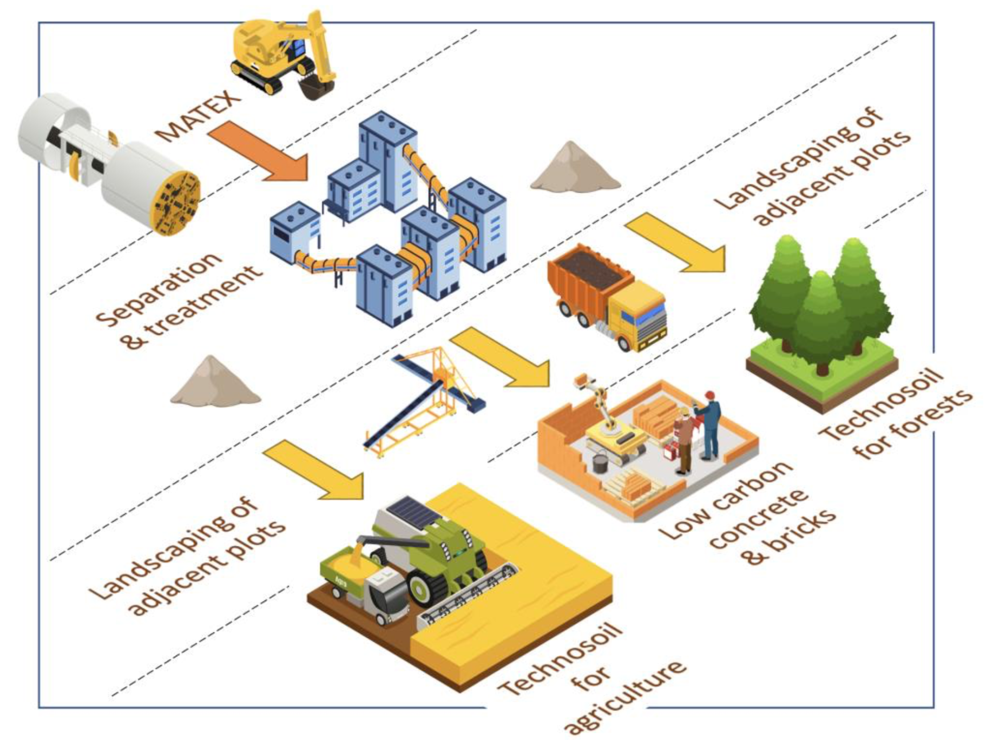 MATEX
Separation
& treatment
Landscaping of
adjacent plots
Landscaping of
adjacent plots
Technosoil
for forests
Low carbon
concrete
& bricks
Agro
Technosoil
for
agriculture